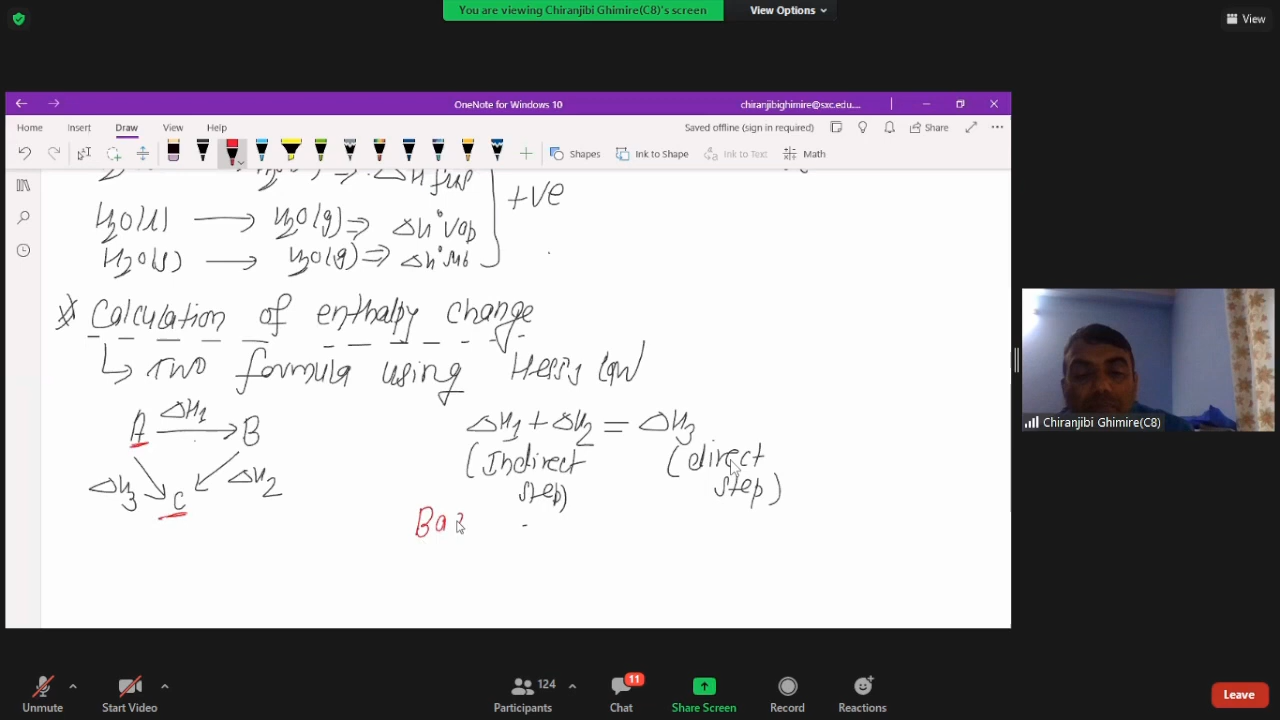 You are viewing Chiranjibi Ghimire(C8)'s screen
View Options
View
OneNote for Windows 10
chiranjibighimire@sxc.edu....
Home Insert Draw View Help
Saved offline (sign in required)
Share
Shapes
Ink to Shape
Ink to Text
Math
ΔH fus
H2O(l) → H2O(g) ⇒ ΔH°vap
+ve
H2O(s) → H2O(g) ⇒ ΔH°sub
* Calculation of enthalpy change
↳ Two formula using Hess's law
A ΔH1 → B
ΔH3 C ΔH2
ΔH1 + ΔH2 = ΔH3
(Indirect step) (direct step)
Ba
Chiranjibi Ghimire(C8)
Unmute
Start Video
124
Participants
11
Chat
Share Screen
Record
Reactions
Leave